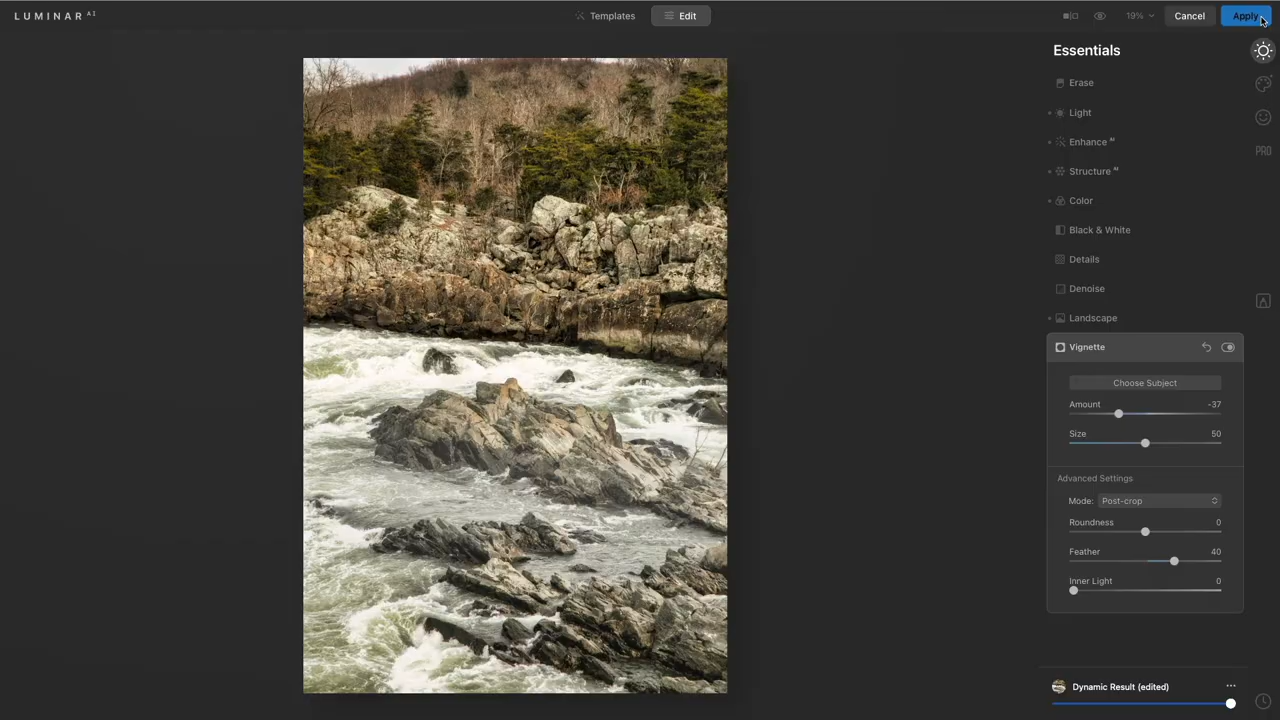 LUMINAR AI
Templates
Edit
19%
Cancel
Apply
Essentials
Erase
Light
Enhance AI
Structure AI
Color
Black & White
Details
Denoise
Landscape
Vignette
Choose Subject
Amount -37
Size 50
Advanced Settings
Mode: Post-crop
Roundness 0
Feather 40
Inner Light 0
PRO
Dynamic Result (edited)